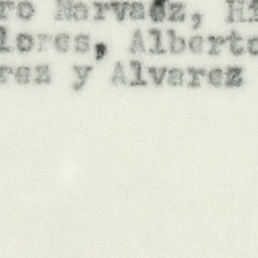 ro Narvaez, Hi
lores, Alberto
rez y Alvarez